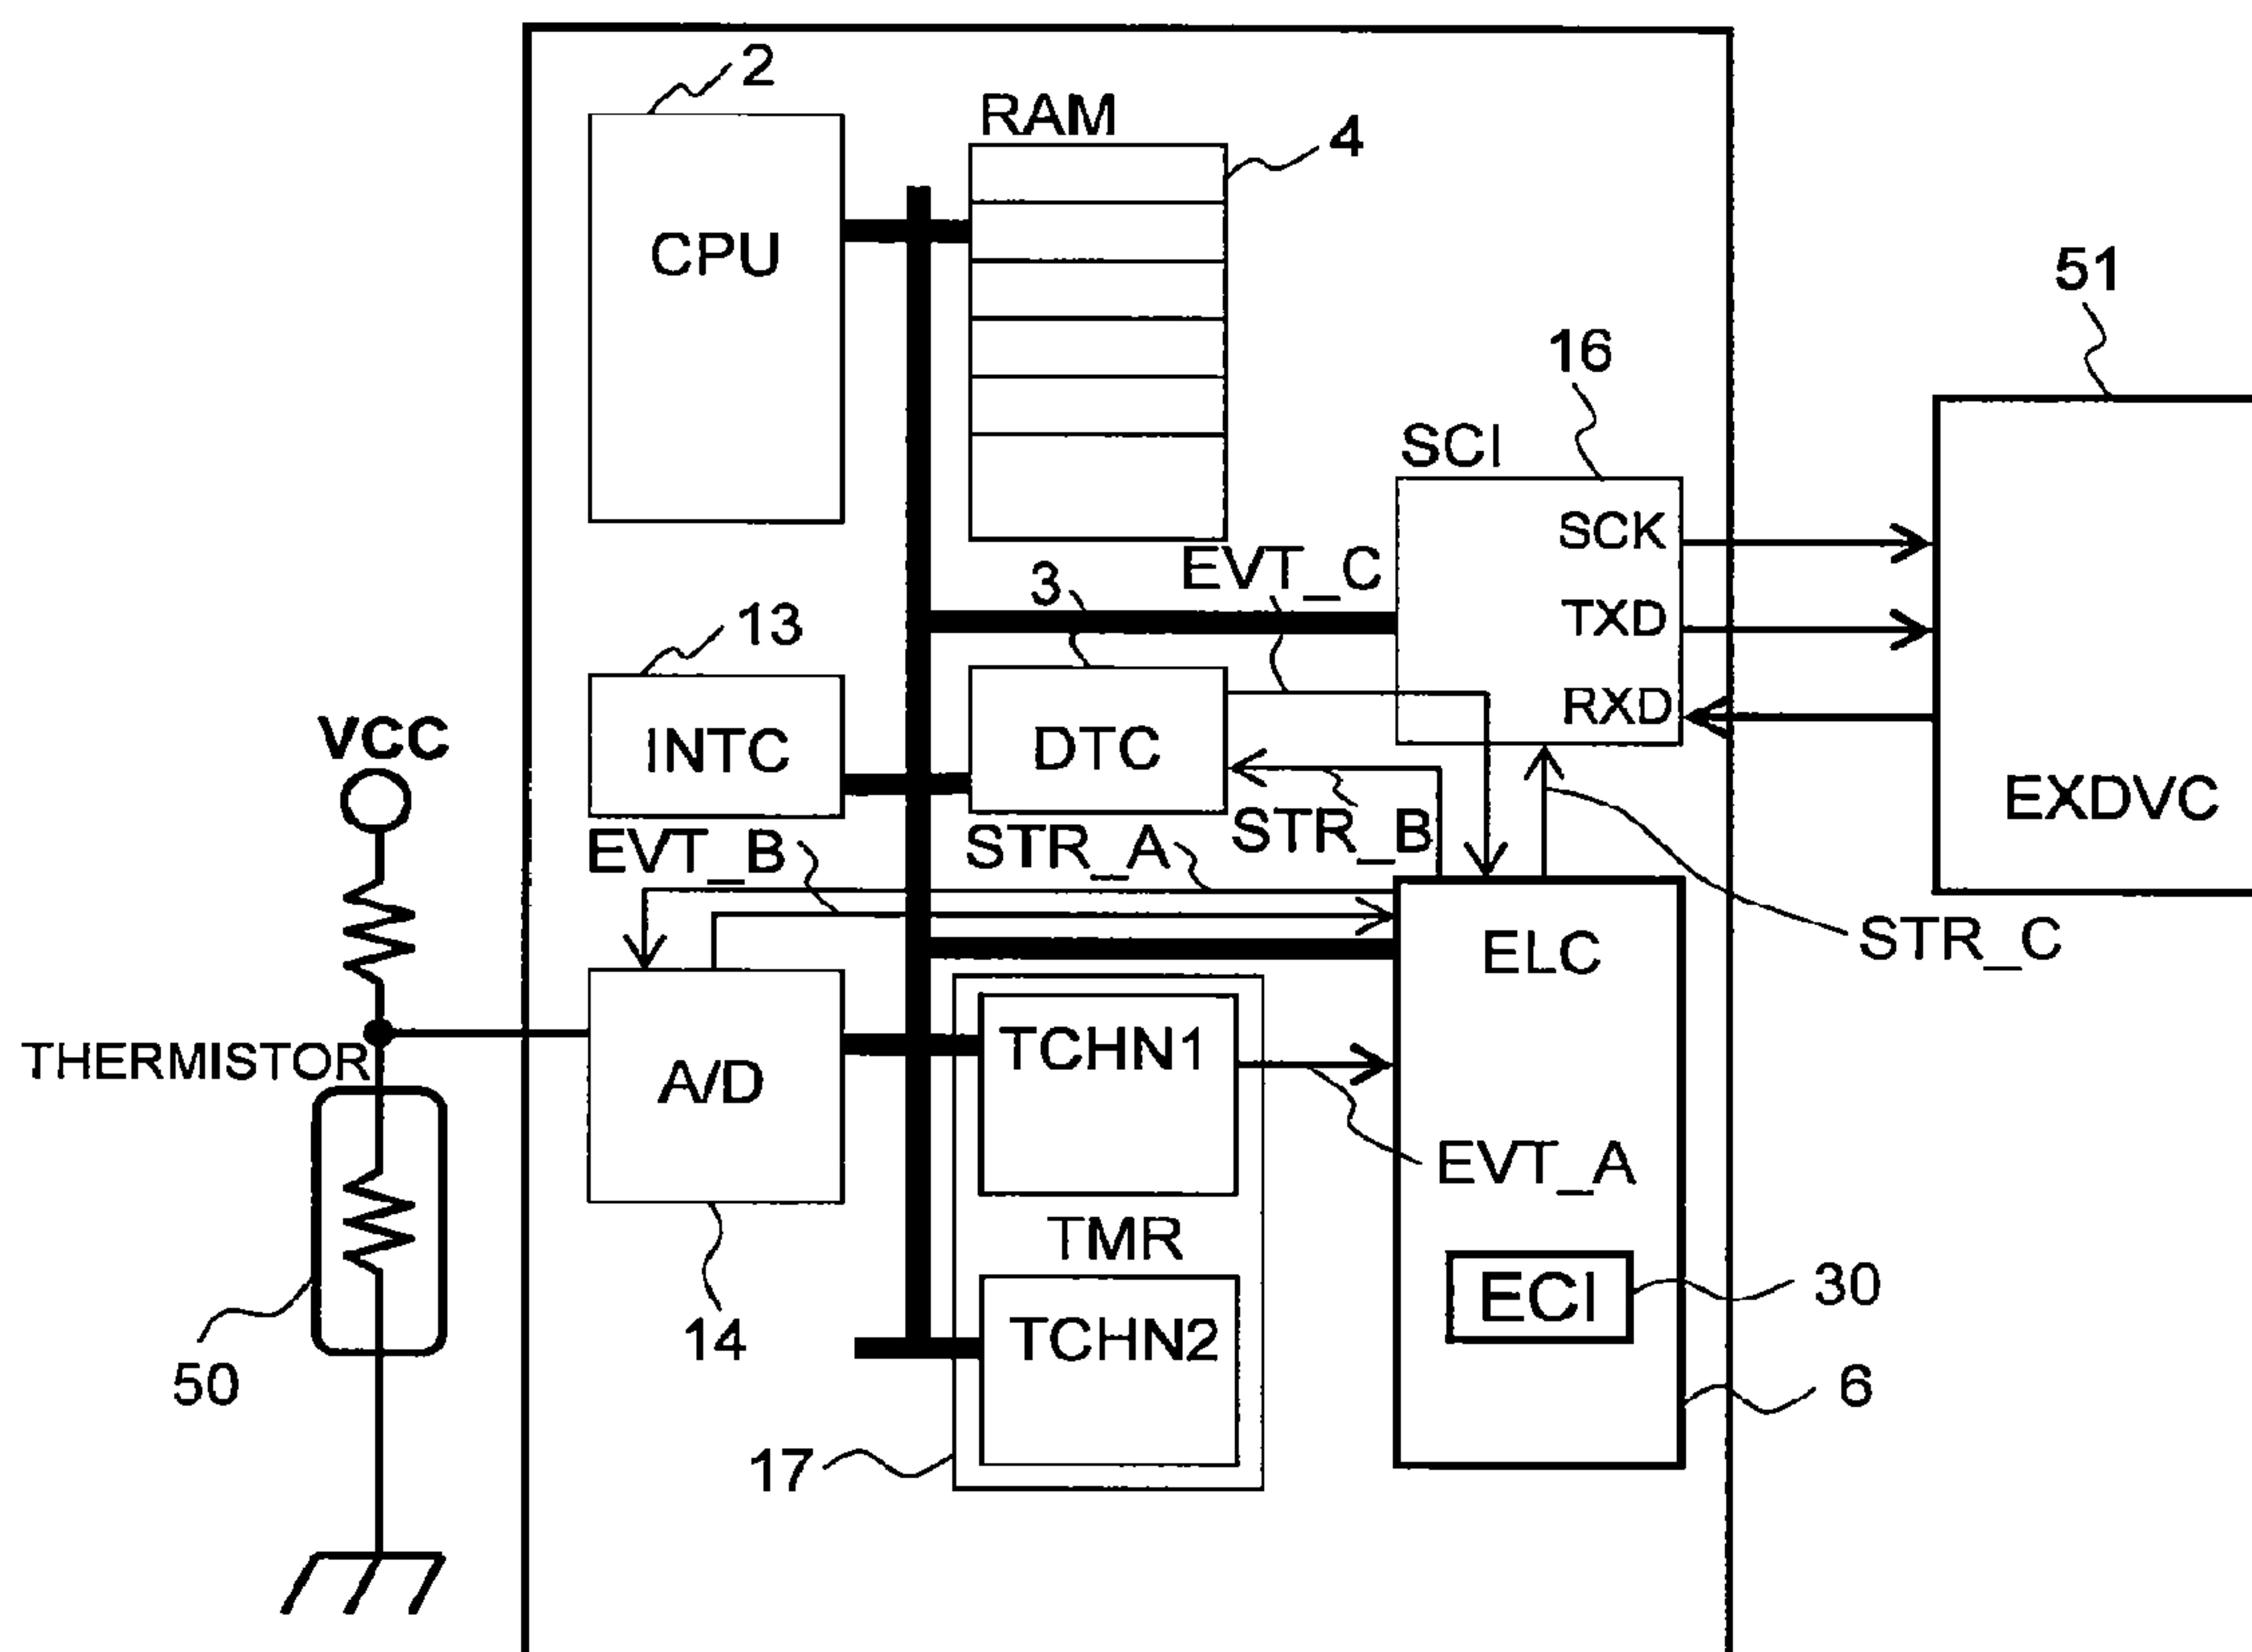 2
RAM
4
CPU
51
16
SCI
SCK
3
EVT_C
13
TXD
RXD
VCC
INTC
DTC
EXDVC
EVT_B
STR_A
STR_B
ELC
STR_C
THERMISTOR
TCHN1
A/D
EVT_A
TMR
ECI
30
14
TCHN2
50
6
17